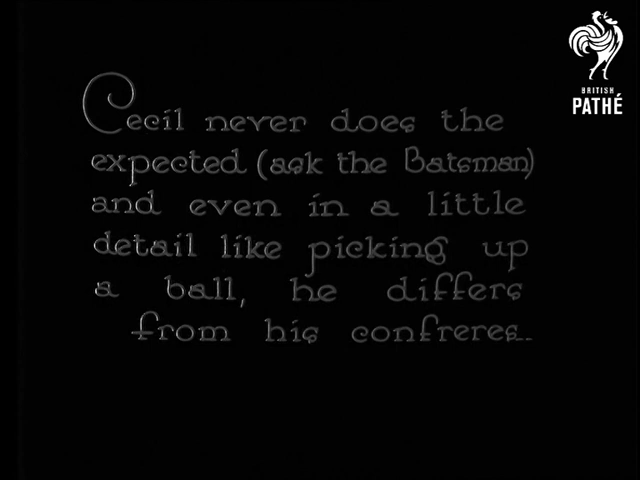 BRITISH
PATHÉ
Cecil never does the
expected (ask the Batsman)
and even in a little
detail like picking up
a ball, he differs
from his confreres..